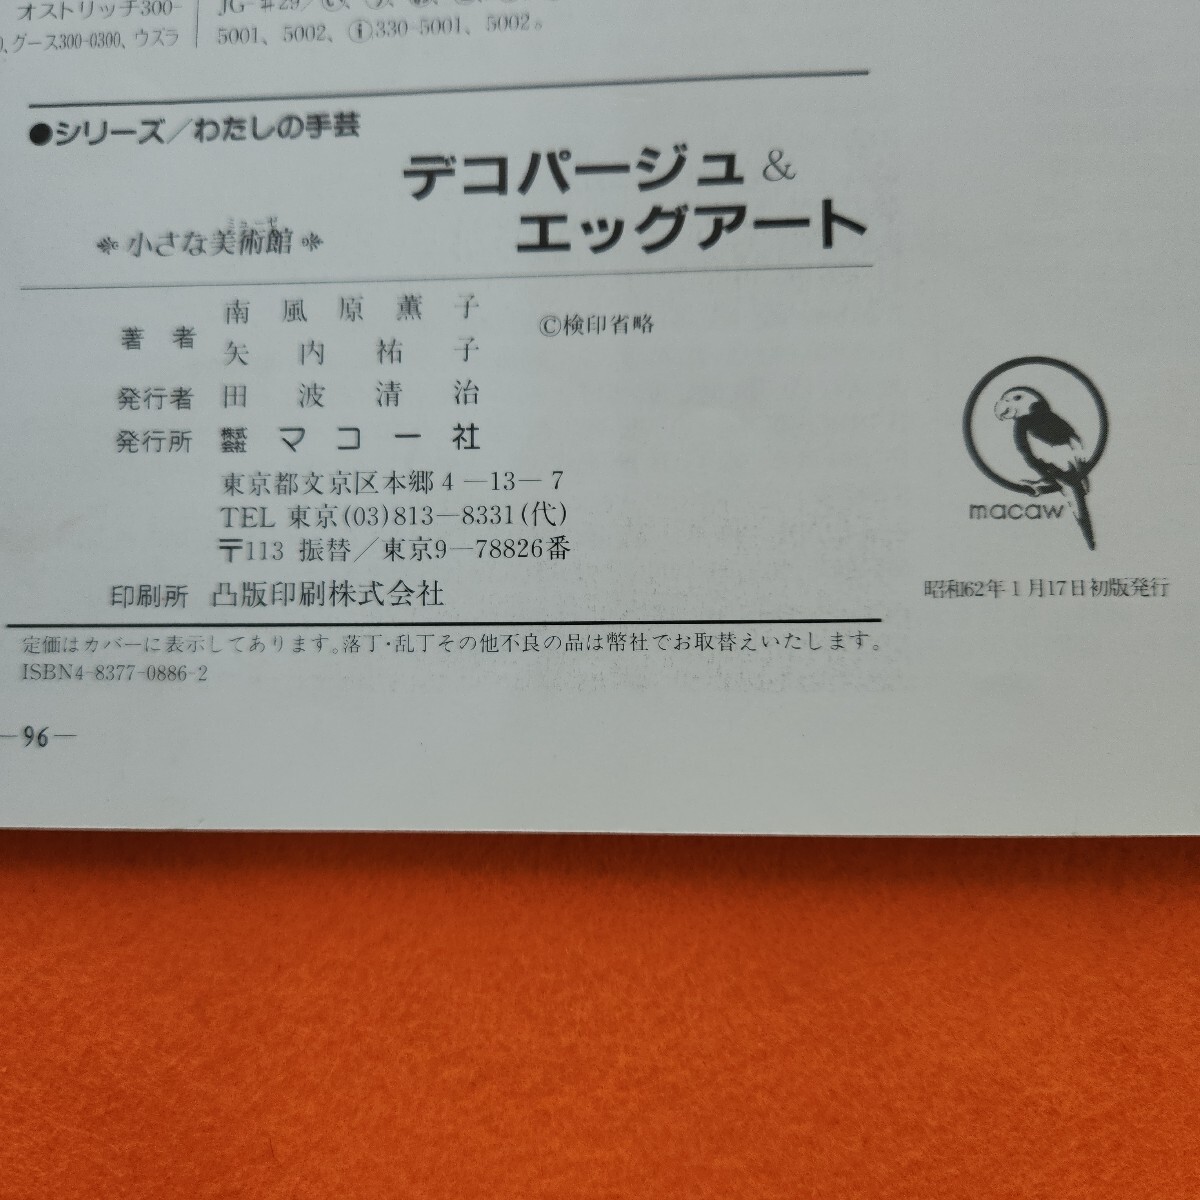 オストリッチ300-
グース300-0300、ウズラ
5001、5002、ⓘ330-5001、5002。
●シリーズ／わたしの手芸
デコパージュ&
エッグアート
ミューゼ
小さな美術館
著者 南風原薫子
矢内祐子
©検印省略
発行者 田波清治
発行所 株式会社 マコー社
東京都文京区本郷4－13－7
TEL 東京(03)813－8331(代)
〒113 振替／東京9－78826番
印刷所 凸版印刷株式会社
macaw
昭和62年1月17日初版発行
定価はカバーに表示してあります。落丁・乱丁その他不良の品は幣社でお取替えいたします。
ISBN4-8377-0886-2
—96—